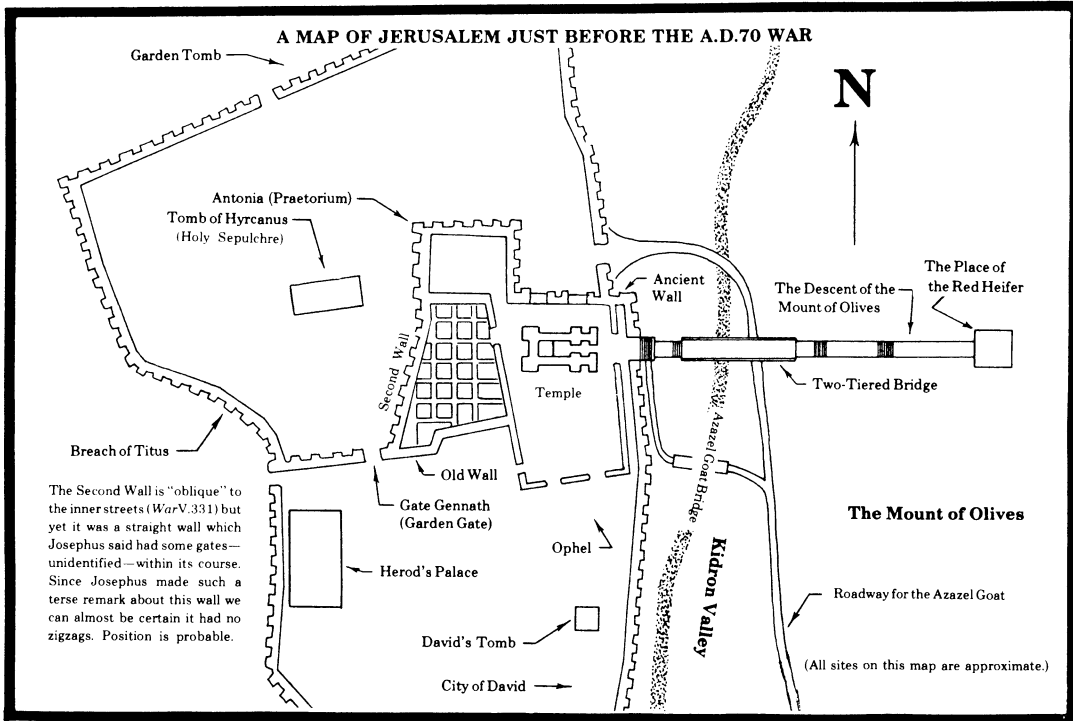 A MAP OF JERUSALEM JUST BEFORE THE A.D.70 WAR
Garden Tomb
N
Antonia (Praetorium)
Tomb of Hyrcanus
(Holy Sepulchre)
Ancient
Wall
The Place of
the Red Heifer
The Descent of the
Mount of Olives
Second Wall
Temple
Two-Tiered Bridge
Azazel Goat Bridge
Breach of Titus
Old Wall
Gate Gennath
(Garden Gate)
The Second Wall is "oblique" to
the inner streets (War V.331) but
yet it was a straight wall which
Josephus said had some gates—
unidentified—within its course.
Since Josephus made such a
terse remark about this wall we
can almost be certain it had no
zigzags. Position is probable.
The Mount of Olives
Ophel
Kidron Valley
Herod's Palace
Roadway for the Azazel Goat
David's Tomb
(All sites on this map are approximate.)
City of David